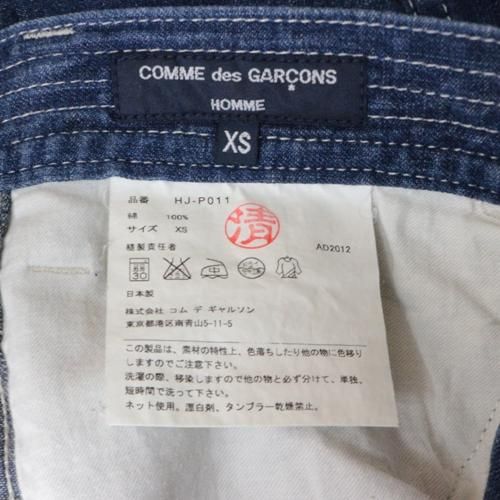 COMME des GARÇONS
HOMME
XS
品番 HJ-P011
綿 100%
サイズ XS
縫製責任者
清
AD2012
30
日本製
株式会社 コム デ ギャルソン
東京都港区南青山5-11-5
この製品は、素材の特性上、色落ちしたり他の物に色移り
しますのでご注意下さい。
洗濯の際、移染しますので他の物と必ず分けて、単独、
短時間で洗って下さい。
ネット使用。漂白剤、タンブラー乾燥禁止。